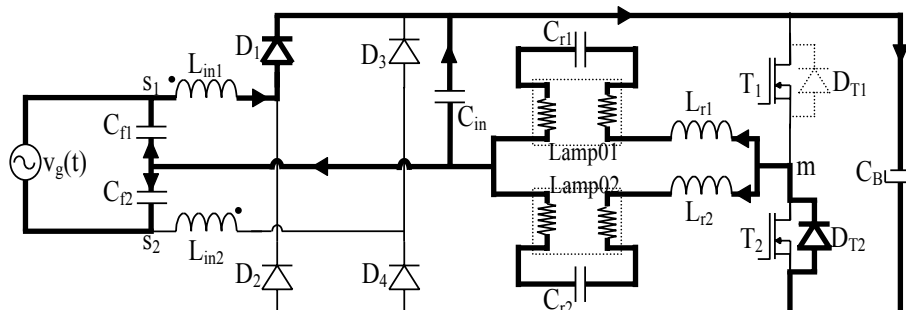 D1
D3
Cr1
s1
Lin1
T1
DT1
Cf1
Cin
Lr1
vg(t)
Lamp01
m
Lamp02
CB
Cf2
Lr2
s2
T2
DT2
Lin2
D2
D4
Cr2